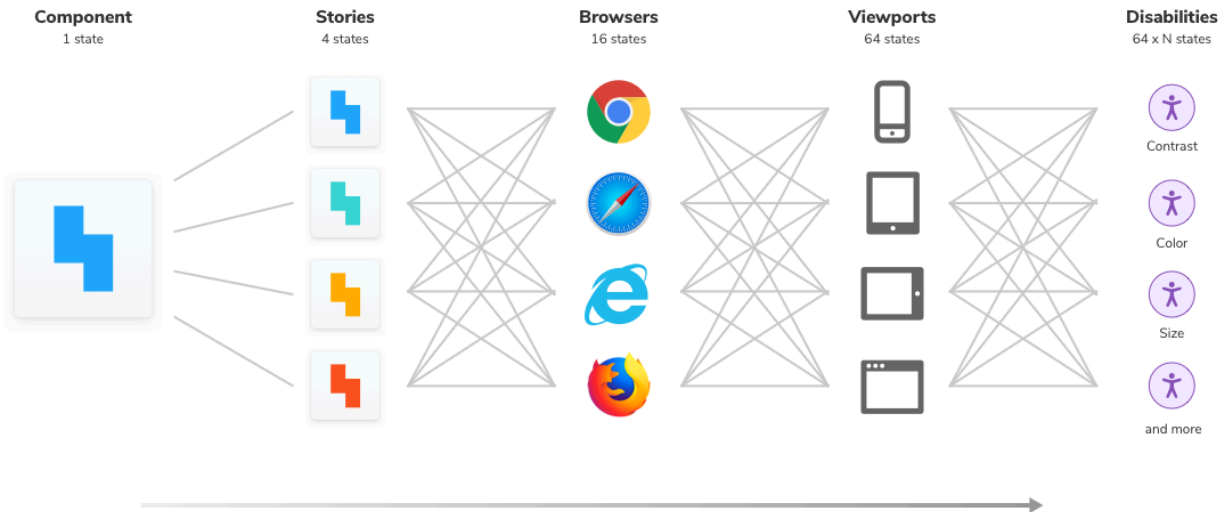 Component
1 state
Stories
4 states
Browsers
16 states
Viewports
64 states
Disabilities
64 x N states
Contrast
Color
Size
and more